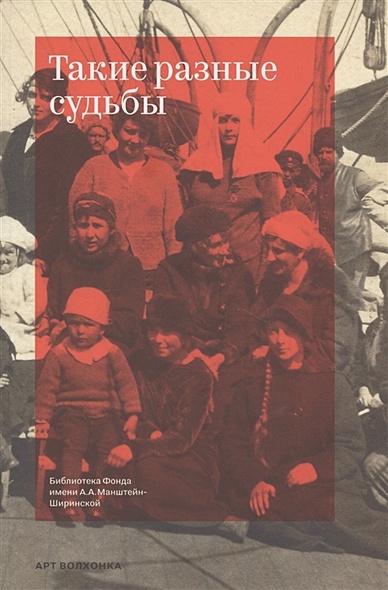 Такие разные
судьбы
Библиотека Фонда
имени А.А.Манштейн-
Ширинской
АРТ ВОЛХОНКА